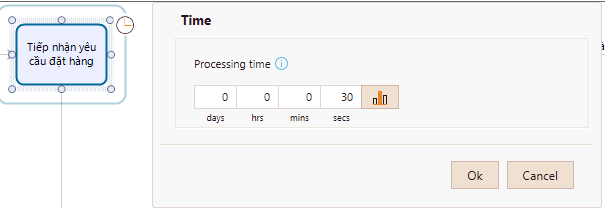 Tiếp nhận yêu
cầu đặt hàng
Time
Processing time
0 0 0 30
days hrs mins secs
Ok Cancel